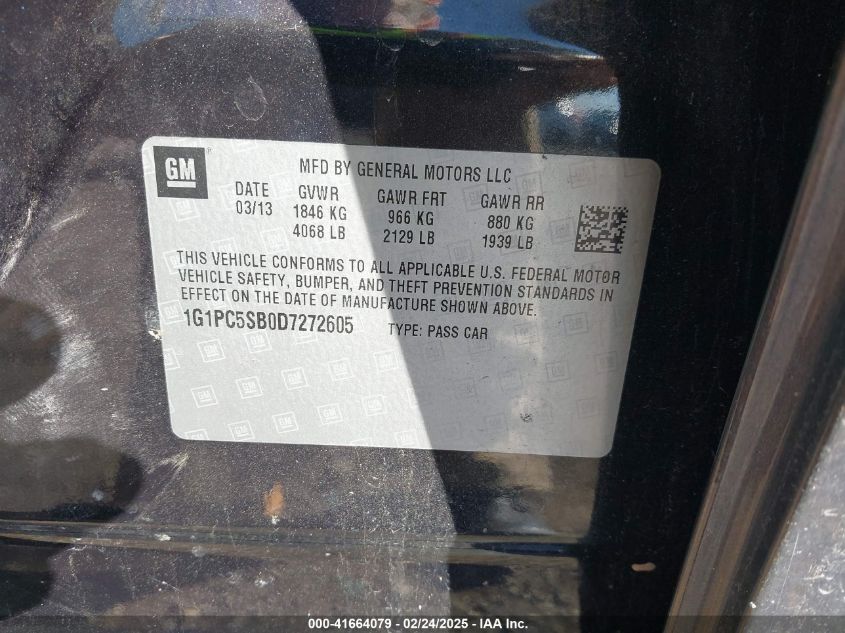 GM
MFD BY GENERAL MOTORS LLC
DATE GVWR GAWR FRT GAWR RR
03/13 1846 KG 966 KG 880 KG
4068 LB 2129 LB 1939 LB
THIS VEHICLE CONFORMS TO ALL APPLICABLE U.S. FEDERAL MOTOR
VEHICLE SAFETY, BUMPER, AND THEFT PREVENTION STANDARDS IN
EFFECT ON THE DATE OF MANUFACTURE SHOWN ABOVE.
1G1PC5SB0D7272605 TYPE: PASS CAR
000-41664079 - 02/24/2025 - IAA Inc.